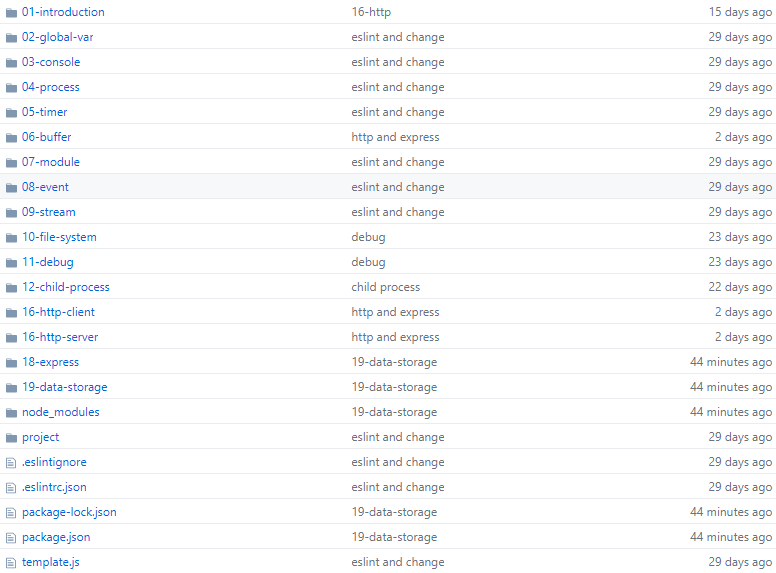 01-introduction 16-http 15 days ago
02-global-var eslint and change 29 days ago
03-console eslint and change 29 days ago
04-process eslint and change 29 days ago
05-timer eslint and change 29 days ago
06-buffer http and express 2 days ago
07-module eslint and change 29 days ago
08-event eslint and change 29 days ago
09-stream eslint and change 29 days ago
10-file-system debug 23 days ago
11-debug debug 23 days ago
12-child-process child process 22 days ago
16-http-client http and express 2 days ago
16-http-server http and express 2 days ago
18-express 19-data-storage 44 minutes ago
19-data-storage 19-data-storage 44 minutes ago
node_modules 19-data-storage 44 minutes ago
project eslint and change 29 days ago
.eslintignore eslint and change 29 days ago
.eslintrc.json eslint and change 29 days ago
package-lock.json 19-data-storage 44 minutes ago
package.json 19-data-storage 44 minutes ago
template.js eslint and change 29 days ago